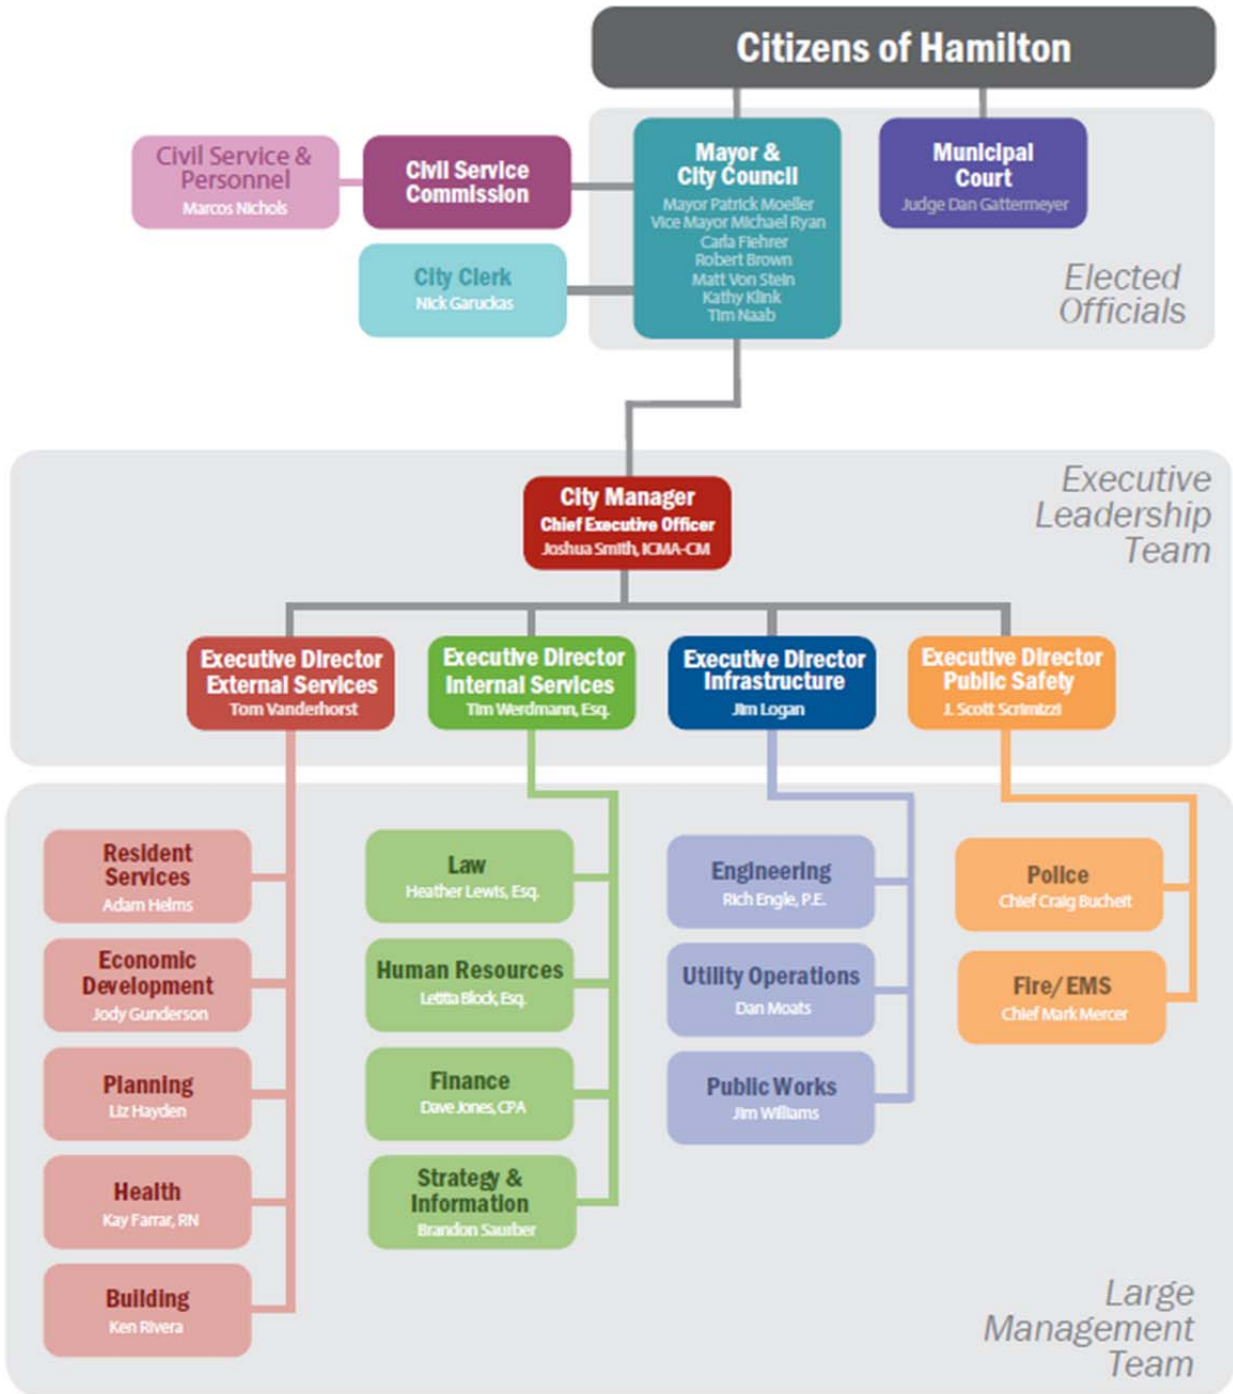 Citizens of Hamilton
Civil Service &
Personnel
Marcos Nichols
Civil Service
Commission
City Clerk
Nick Garuckas
Mayor &
City Council
Mayor Patrick Moeller
Vice Mayor Michael Ryan
Carla Fiehrer
Robert Brown
Matt Von Stein
Kathy Klink
Tim Naab
Municipal
Court
Judge Dan Gattermeyer
Elected
Officials
Executive
Leadership
Team
City Manager
Chief Executive Officer
Joshua Smith, ICMA-CM
Executive Director
External Services
Tom Vanderhorst
Executive Director
Internal Services
Tim Werdmann, Esq.
Executive Director
Infrastructure
Jim Logan
Executive Director
Public Safety
J. Scott Scrimizzi
Resident
Services
Adam Helms
Economic
Development
Jody Gunderson
Planning
Liz Hayden
Health
Kay Farrar, RN
Building
Ken Rivera
Law
Heather Lewis, Esq.
Human Resources
Letitia Block, Esq.
Finance
Dave Jones, CPA
Strategy &
Information
Brandon Saurber
Engineering
Rich Engle, P.E.
Utility Operations
Dan Moats
Public Works
Jim Williams
Police
Chief Craig Bucheit
Fire/ EMS
Chief Mark Mercer
Large
Management
Team